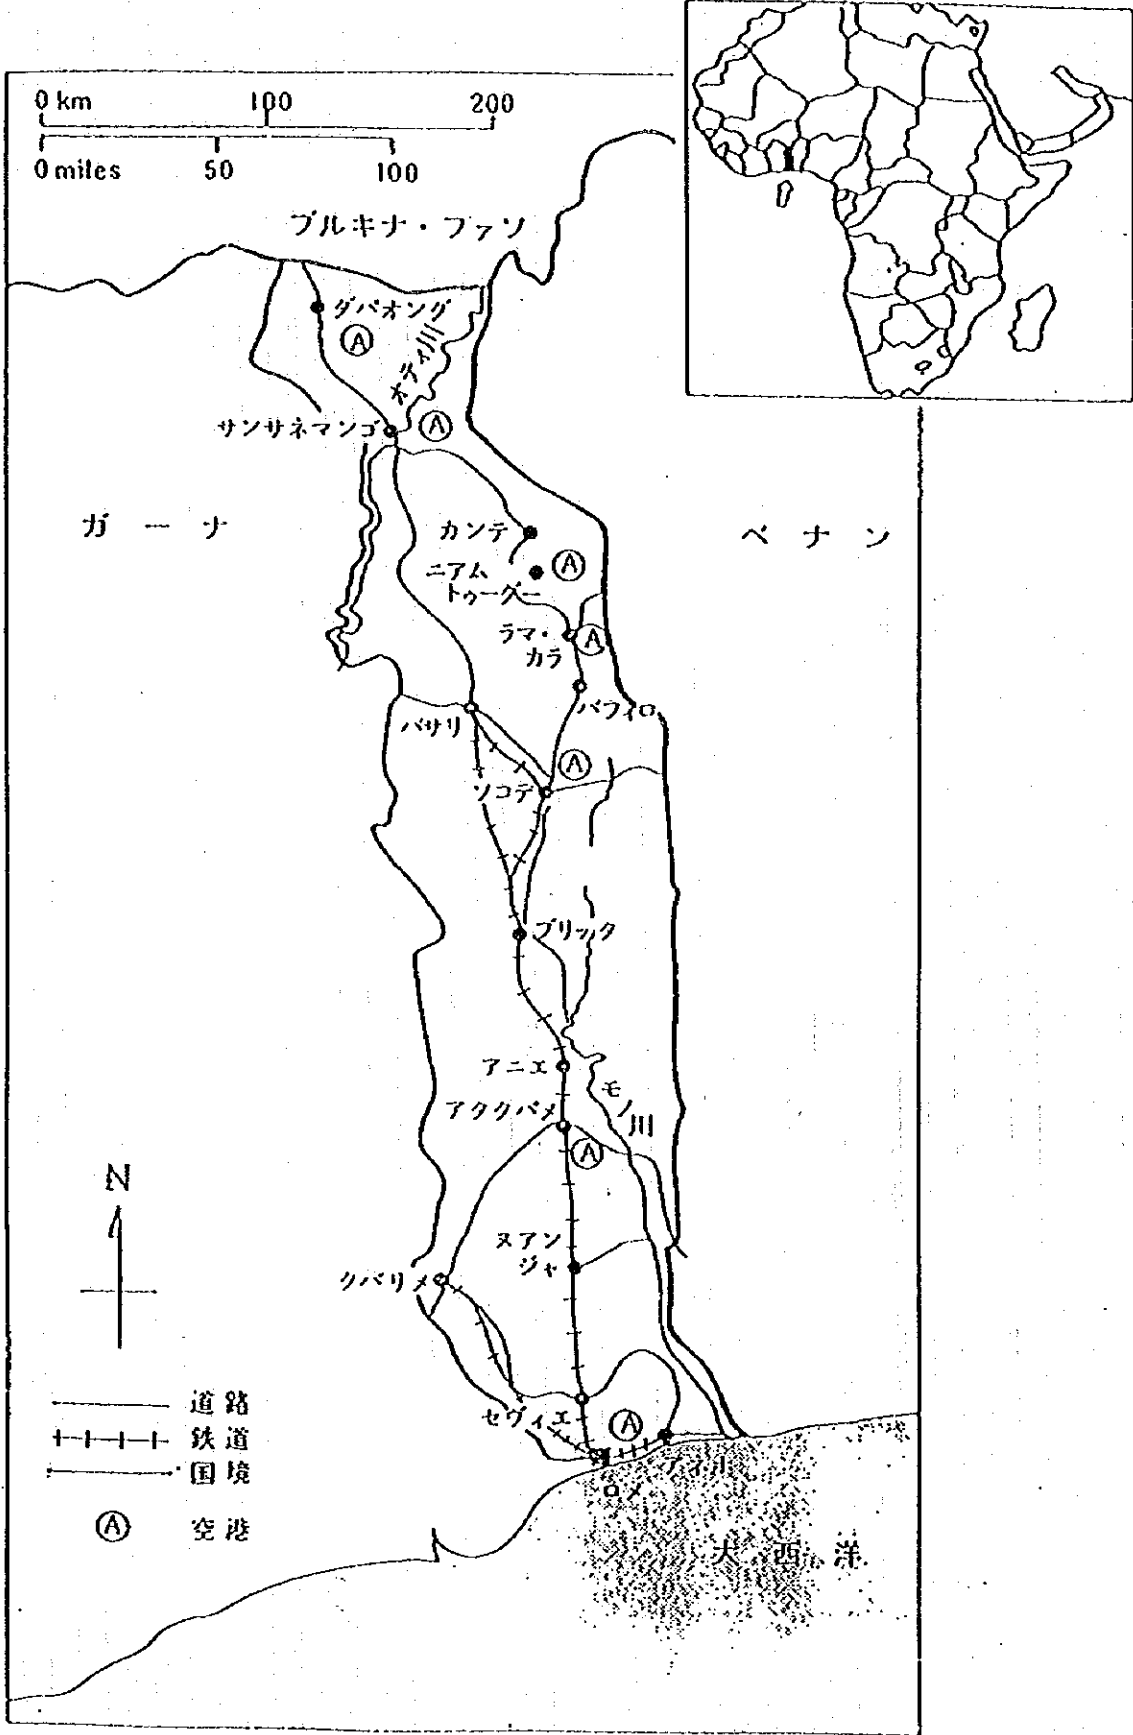 0 km 100 200
0 miles 50 100
ブルキナ・ファソ
ダパオング
A
オティ川
サンサネマンゴ
A
ガーナ
ベナン
カンテ
ニアム
トゥーグー
A
ラマ・
カラ
A
バフィロ
バサリ
A
ソコデ
ブリック
アニエ
モノ川
アククパメ
A
N
ヌアン
ジャ
クパリメ
道路
セヴィエ
A
鉄道
国境
ロメ
A 空港
大西洋